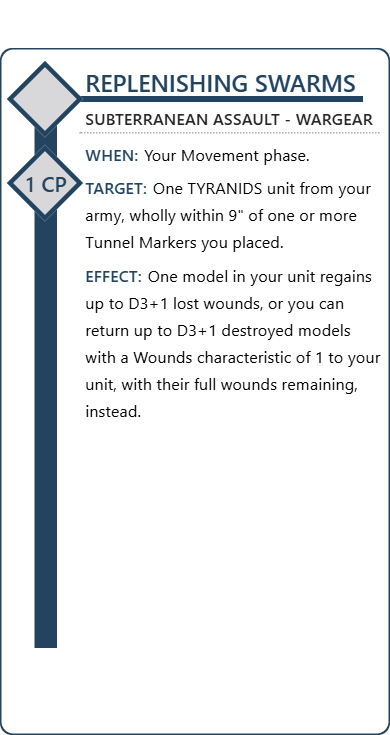 REPLENISHING SWARMS
SUBTERRANEAN ASSAULT - WARGEAR
1 CP
WHEN: Your Movement phase.
TARGET: One TYRANIDS unit from your
army, wholly within 9" of one or more
Tunnel Markers you placed.
EFFECT: One model in your unit regains
up to D3+1 lost wounds, or you can
return up to D3+1 destroyed models
with a Wounds characteristic of 1 to your
unit, with their full wounds remaining,
instead.